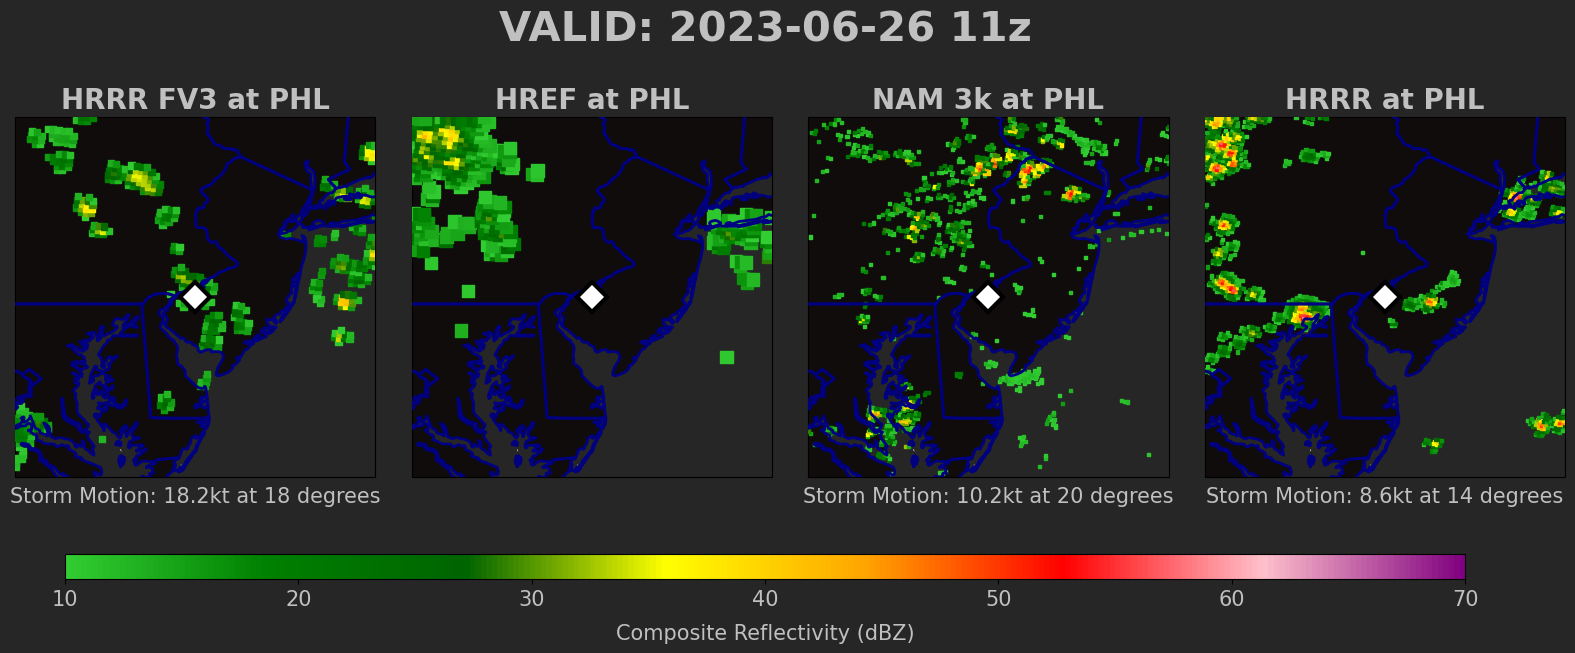 VALID: 2023-06-26 11z
HRRR FV3 at PHL
HREF at PHL
NAM 3k at PHL
HRRR at PHL
Storm Motion: 18.2kt at 18 degrees
Storm Motion: 10.2kt at 20 degrees
Storm Motion: 8.6kt at 14 degrees
10 20 30 40 50 60 70
Composite Reflectivity (dBZ)